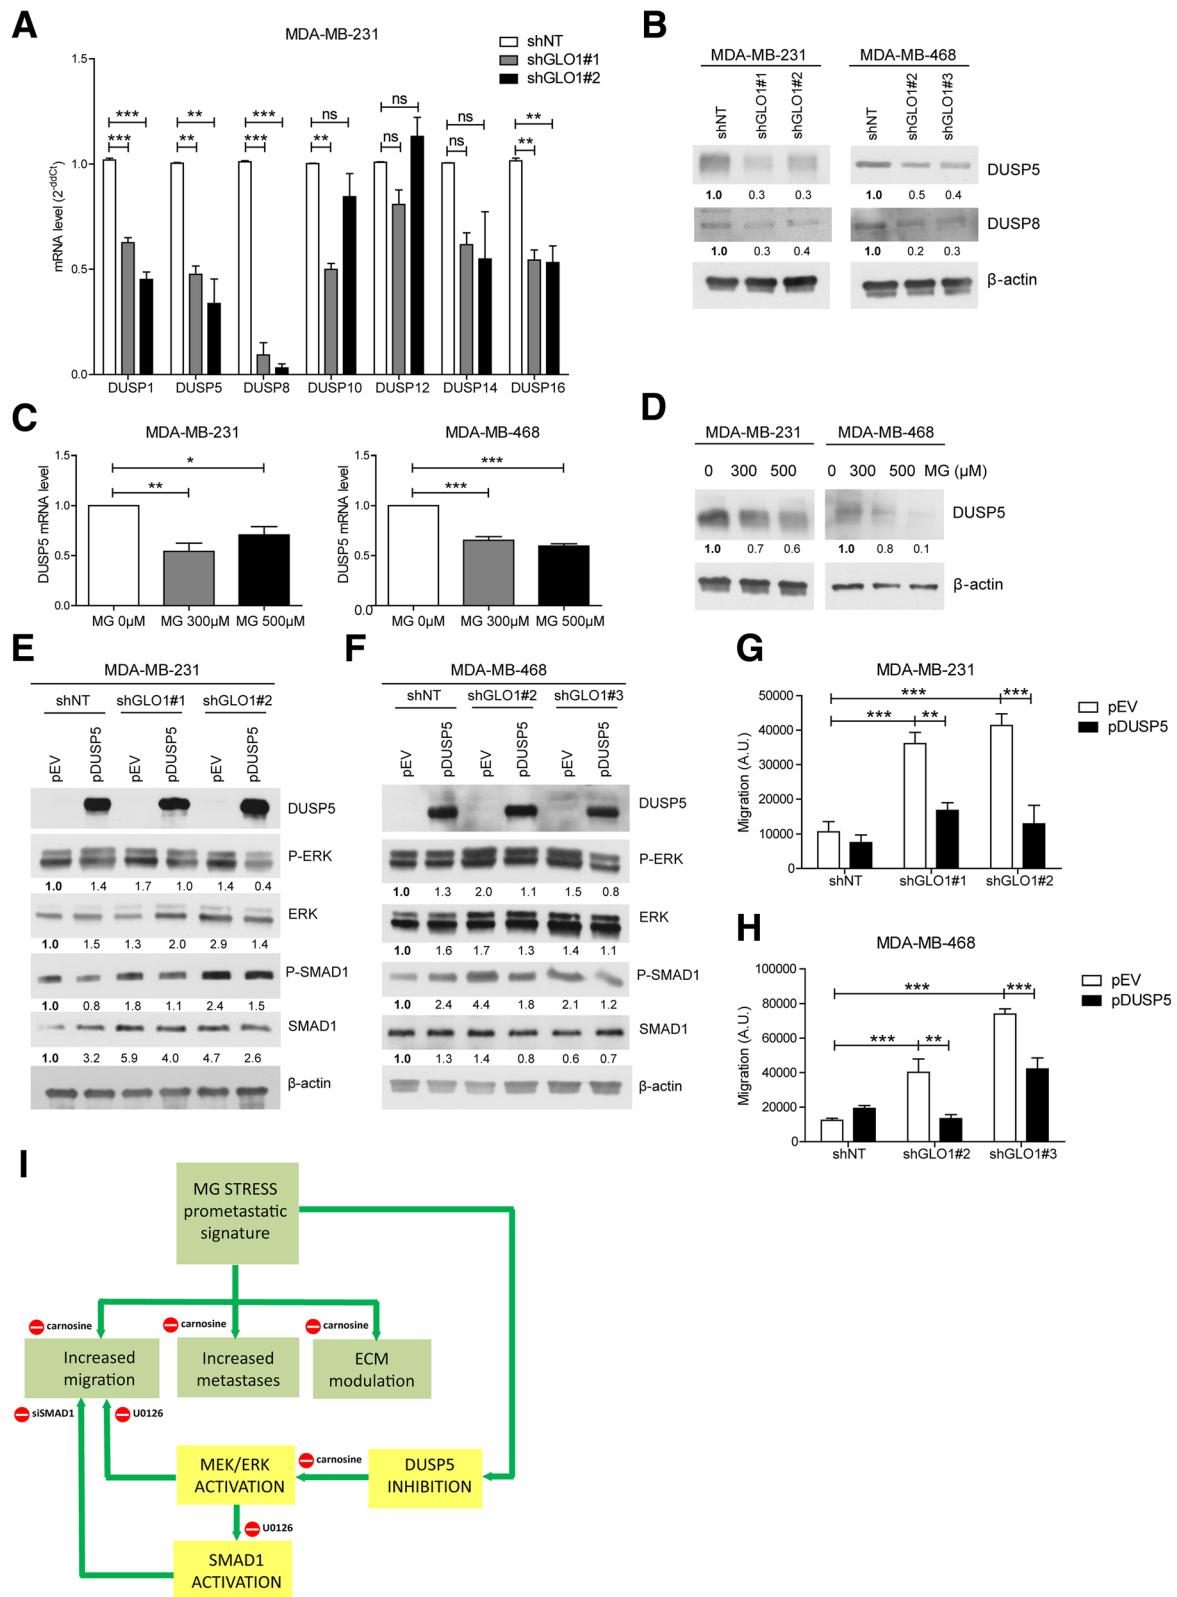 A
MDA-MB-231
shNT
shGLO1#1
shGLO1#2
mRNA level (2-ddCt)
1.5
1.0
0.5
0.0
*** ** *** ns ns ns **
*** ** *** ** ns ns **
DUSP1 DUSP5 DUSP8 DUSP10 DUSP12 DUSP14 DUSP16
B
MDA-MB-231 MDA-MB-468
shNT shGLO1#1 shGLO1#2 shNT shGLO1#2 shGLO1#3
DUSP5
1.0 0.3 0.3 1.0 0.5 0.4
DUSP8
1.0 0.3 0.4 1.0 0.2 0.3
β-actin
C
MDA-MB-231
DUSP5 mRNA level
1.5
1.0
0.5
0.0
*
**
MG 0µM MG 300µM MG 500µM
MDA-MB-468
DUSP5 mRNA level
1.5
1.0
0.5
0.0
***
***
MG 0µM MG 300µM MG 500µM
D
MDA-MB-231 MDA-MB-468
0 300 500 0 300 500 MG (µM)
DUSP5
1.0 0.7 0.6 1.0 0.8 0.1
β-actin
E
MDA-MB-231
shNT shGLO1#1 shGLO1#2
pEV pDUSP5 pEV pDUSP5 pEV pDUSP5
DUSP5
P-ERK
1.0 1.4 1.7 1.0 1.4 0.4
ERK
1.0 1.5 1.3 2.0 2.9 1.4
P-SMAD1
1.0 0.8 1.8 1.1 2.4 1.5
SMAD1
1.0 3.2 5.9 4.0 4.7 2.6
β-actin
F
MDA-MB-468
shNT shGLO1#2 shGLO1#3
pEV pDUSP5 pEV pDUSP5 pEV pDUSP5
DUSP5
P-ERK
1.0 1.3 2.0 1.1 1.5 0.8
ERK
1.0 1.6 1.7 1.3 1.4 1.1
P-SMAD1
1.0 2.4 4.4 1.8 2.1 1.2
SMAD1
1.0 1.3 1.4 0.8 0.6 0.7
β-actin
G
MDA-MB-231
pEV
pDUSP5
Migration (A.U.)
50000
40000
30000
20000
10000
0
*** ***
*** **
shNT shGLO1#1 shGLO1#2
H
MDA-MB-468
pEV
pDUSP5
Migration (A.U.)
100000
80000
60000
40000
20000
0
*** ***
*** **
shNT shGLO1#2 shGLO1#3
I
MG STRESS
prometastatic
signature
carnosine carnosine carnosine
Increased
migration
Increased
metastases
ECM
modulation
siSMAD1 U0126
MEK/ERK
ACTIVATION
carnosine
DUSP5
INHIBITION
U0126
SMAD1
ACTIVATION